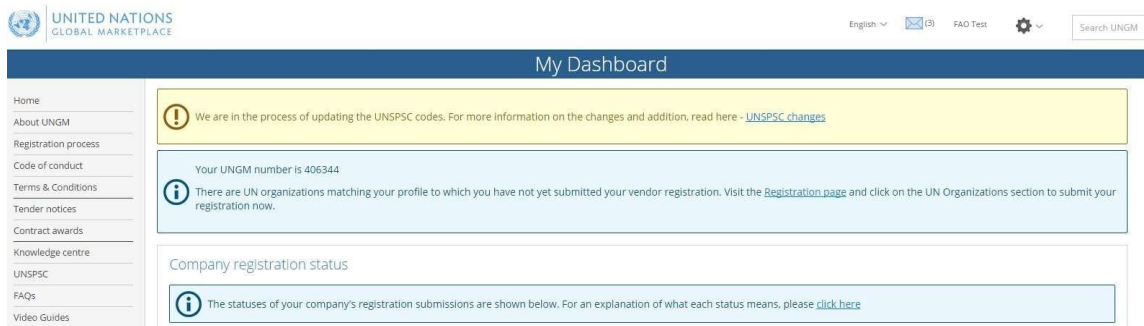 UNITED NATIONS
GLOBAL MARKETPLACE
English
(3)
FAO Test
Search UNGM
My Dashboard
Home
About UNGM
Registration process
Code of conduct
Terms & Conditions
Tender notices
Contract awards
Knowledge centre
UNSPSC
FAQs
Video Guides
We are in the process of updating the UNSPSC codes. For more information on the changes and addition, read here - UNSPSC changes
Your UNGM number is 406344
There are UN organizations matching your profile to which you have not yet submitted your vendor registration. Visit the Registration page and click on the UN Organizations section to submit your
registration now.
Company registration status
The statuses of your company's registration submissions are shown below. For an explanation of what each status means, please click here